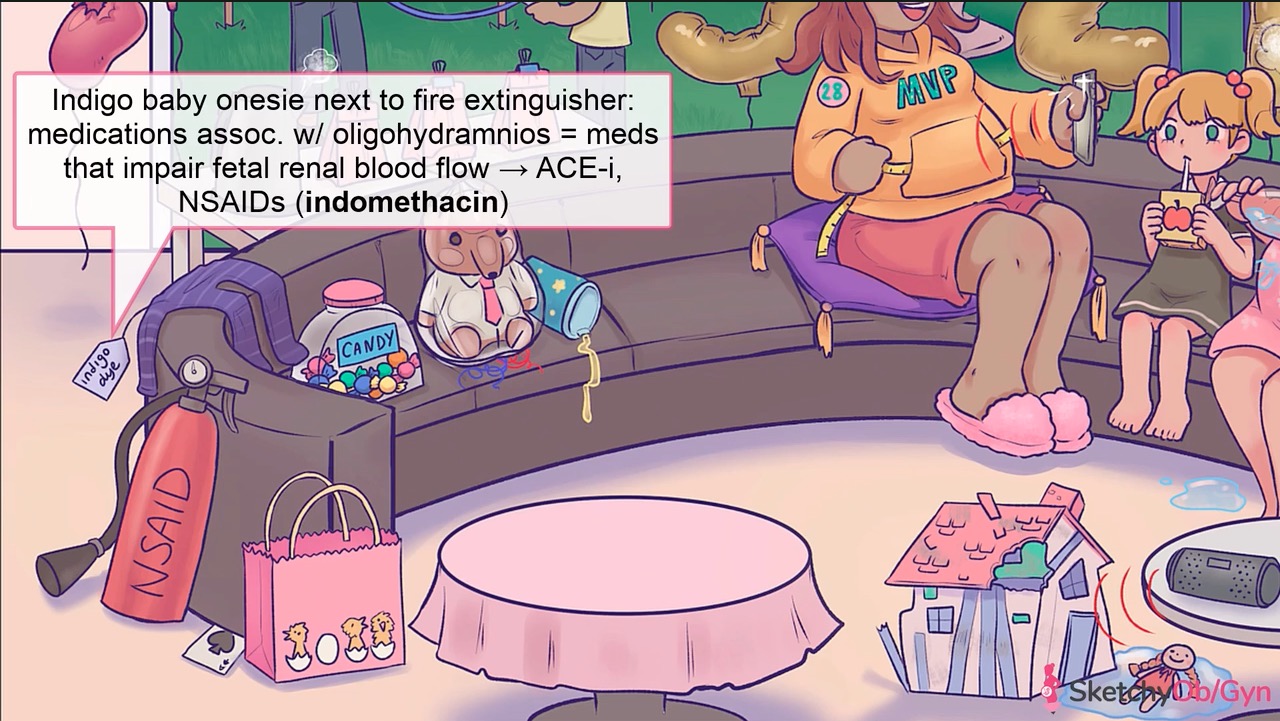 Indigo baby onesie next to fire extinguisher:
medications assoc. w/ oligohydramnios = meds
that impair fetal renal blood flow → ACE-i,
NSAIDs (indomethacin)
28
MVP
indigo
dye
CANDY
NSAID
SketchyOb/Gyn